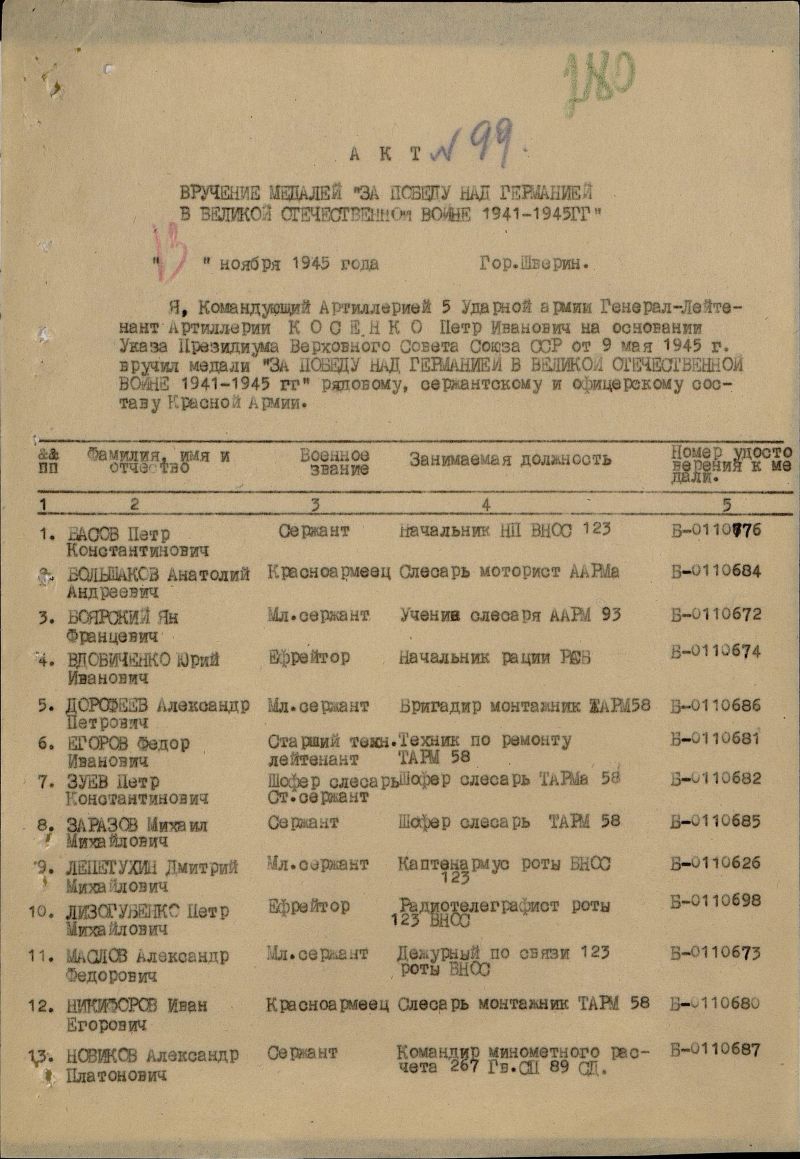 280
А К Т № 99.
ВРУЧЕНИЕ МЕДАЛЕЙ "ЗА ПОБЕДУ НАД ГЕРМАНИЕЙ
В ВЕЛИКОЙ ОТЕЧЕСТВЕННОЙ ВОЙНЕ 1941-1945ГГ"
"13" ноября 1945 года Гор.Шверин.
Я, Командующий Артиллерией 5 Ударной армии Генерал-Лейте-
нант Артиллерии К О С Е Н К О Петр Иванович на основании
Указа Президиума Верховного Совета Союза ССР от 9 мая 1945 г.
вручил медали "ЗА ПОБЕДУ НАД ГЕРМАНИЕЙ В ВЕЛИКОЙ ОТЕЧЕСТВЕННОЙ
ВОЙНЕ 1941-1945 гг" рядовому, сержантскому и офицерскому сос-
таву Красной Армии.
&& Фамилия, имя и Военное Занимаемая должность Номер удосто
пп отчество звание верения к ме
дали.
1 2 3 4 5
1. БАСОВ Петр Сержант Начальник НП ВНОС 123 Б-0110776
Константинович
2. БОЛЬШАКОВ Анатолий Красноармеец Слесарь моторист ААРМа Б-0110684
Андреевич
3. БОЯРСКИЙ Ян Мл.сержант Учение слесаря ААРМ 93 Б-0110672
Францевич
4. ВДОВИЧЕНКО Юрий Ефрейтор Начальник рации РСБ Б-0110674
Иванович
5. ДОРОФЕЕВ Александр Мл.сержант Бригадир монтажник ТАРМ58 Б-0110686
Петрович
6. ЕГОРОВ Федор Старший техн. Техник по ремонту Б-0110681
Иванович лейтенант ТАРМ 58
7. ЗУЕВ Петр Шофер слесарь Шофер слесарь ТАРМа 58 Б-0110682
Константинович Ст.сержант
8. ЗАРАЗОВ Михаил Сержант Шофер слесарь ТАРМ 58 Б-0110685
Михайлович
9. ЛЕПЕТУХИН Дмитрий Мл.сержант Каптенармус роты ВНОС Б-0110626
Михайлович 123
10. ЛИЗОГУБЕНКО Петр Ефрейтор Радиотелеграфист роты Б-0110698
Михайлович 123 ВНОС
11. МАСЛОВ Александр Мл.сержант Дежурный по связи 123 Б-0110673
Федорович роты ВНОС
12. НИКИФОРОВ Иван Красноармеец Слесарь монтажник ТАРМ 58 Б-0110680
Егорович
13. НОВИКОВ Александр Сержант Командир минометного рас- Б-0110687
Платонович чета 267 Гв.СП 89 СД.